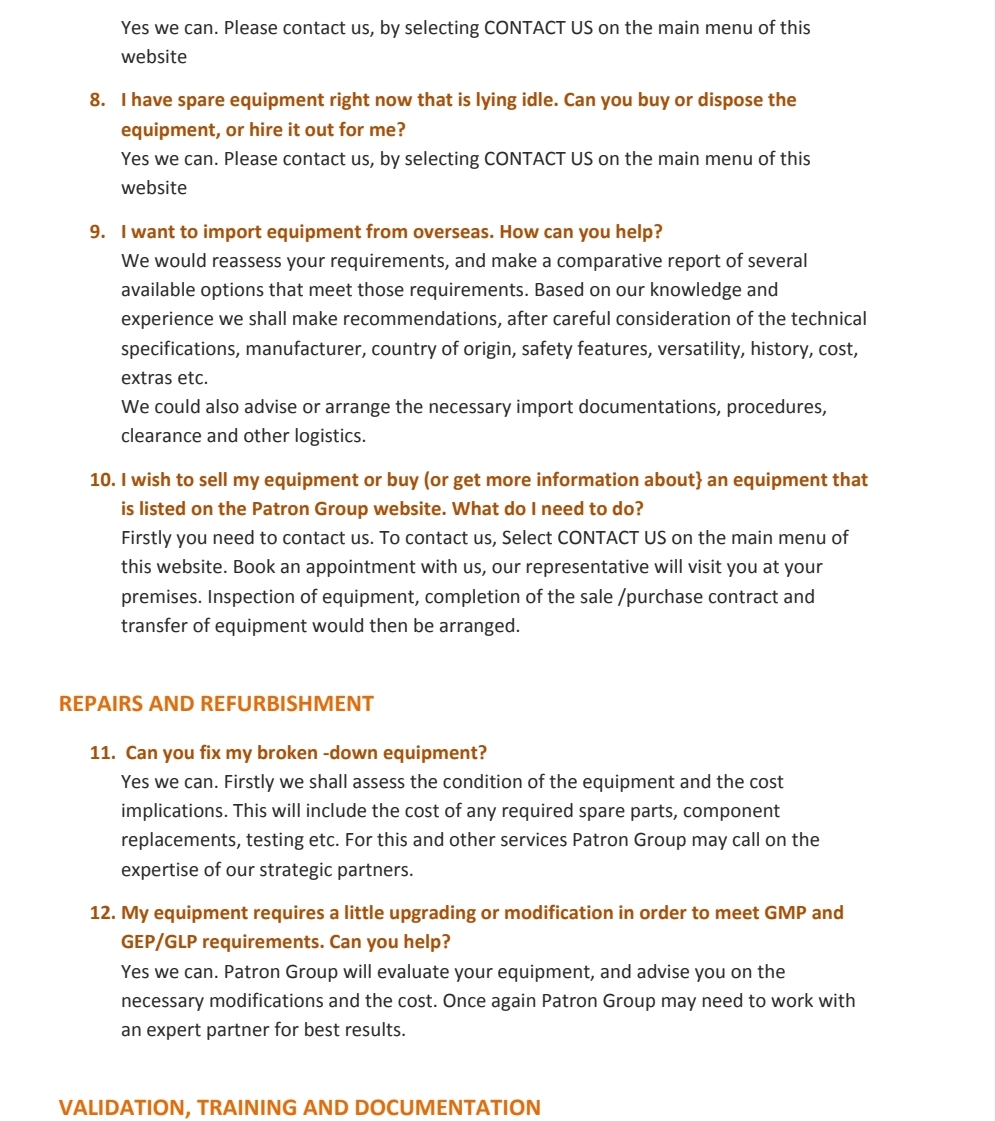 Yes we can. Please contact us, by selecting CONTACT US on the main menu of this
website
8. I have spare equipment right now that is lying idle. Can you buy or dispose the
equipment, or hire it out for me?
Yes we can. Please contact us, by selecting CONTACT US on the main menu of this
website
9. I want to import equipment from overseas. How can you help?
We would reassess your requirements, and make a comparative report of several
available options that meet those requirements. Based on our knowledge and
experience we shall make recommendations, after careful consideration of the technical
specifications, manufacturer, country of origin, safety features, versatility, history, cost,
extras etc.
We could also advise or arrange the necessary import documentations, procedures,
clearance and other logistics.
10. I wish to sell my equipment or buy (or get more information about} an equipment that
is listed on the Patron Group website. What do I need to do?
Firstly you need to contact us. To contact us, Select CONTACT US on the main menu of
this website. Book an appointment with us, our representative will visit you at your
premises. Inspection of equipment, completion of the sale /purchase contract and
transfer of equipment would then be arranged.
REPAIRS AND REFURBISHMENT
11. Can you fix my broken -down equipment?
Yes we can. Firstly we shall assess the condition of the equipment and the cost
implications. This will include the cost of any required spare parts, component
replacements, testing etc. For this and other services Patron Group may call on the
expertise of our strategic partners.
12. My equipment requires a little upgrading or modification in order to meet GMP and
GEP/GLP requirements. Can you help?
Yes we can. Patron Group will evaluate your equipment, and advise you on the
necessary modifications and the cost. Once again Patron Group may need to work with
an expert partner for best results.
VALIDATION, TRAINING AND DOCUMENTATION